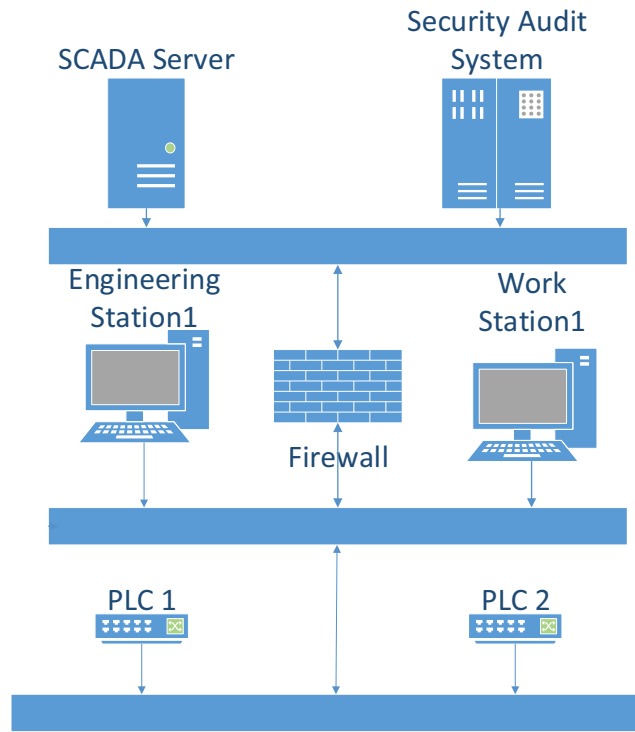 SCADA Server
Security Audit
System
Engineering
Station1
Work
Station1
Firewall
PLC 1
PLC 2